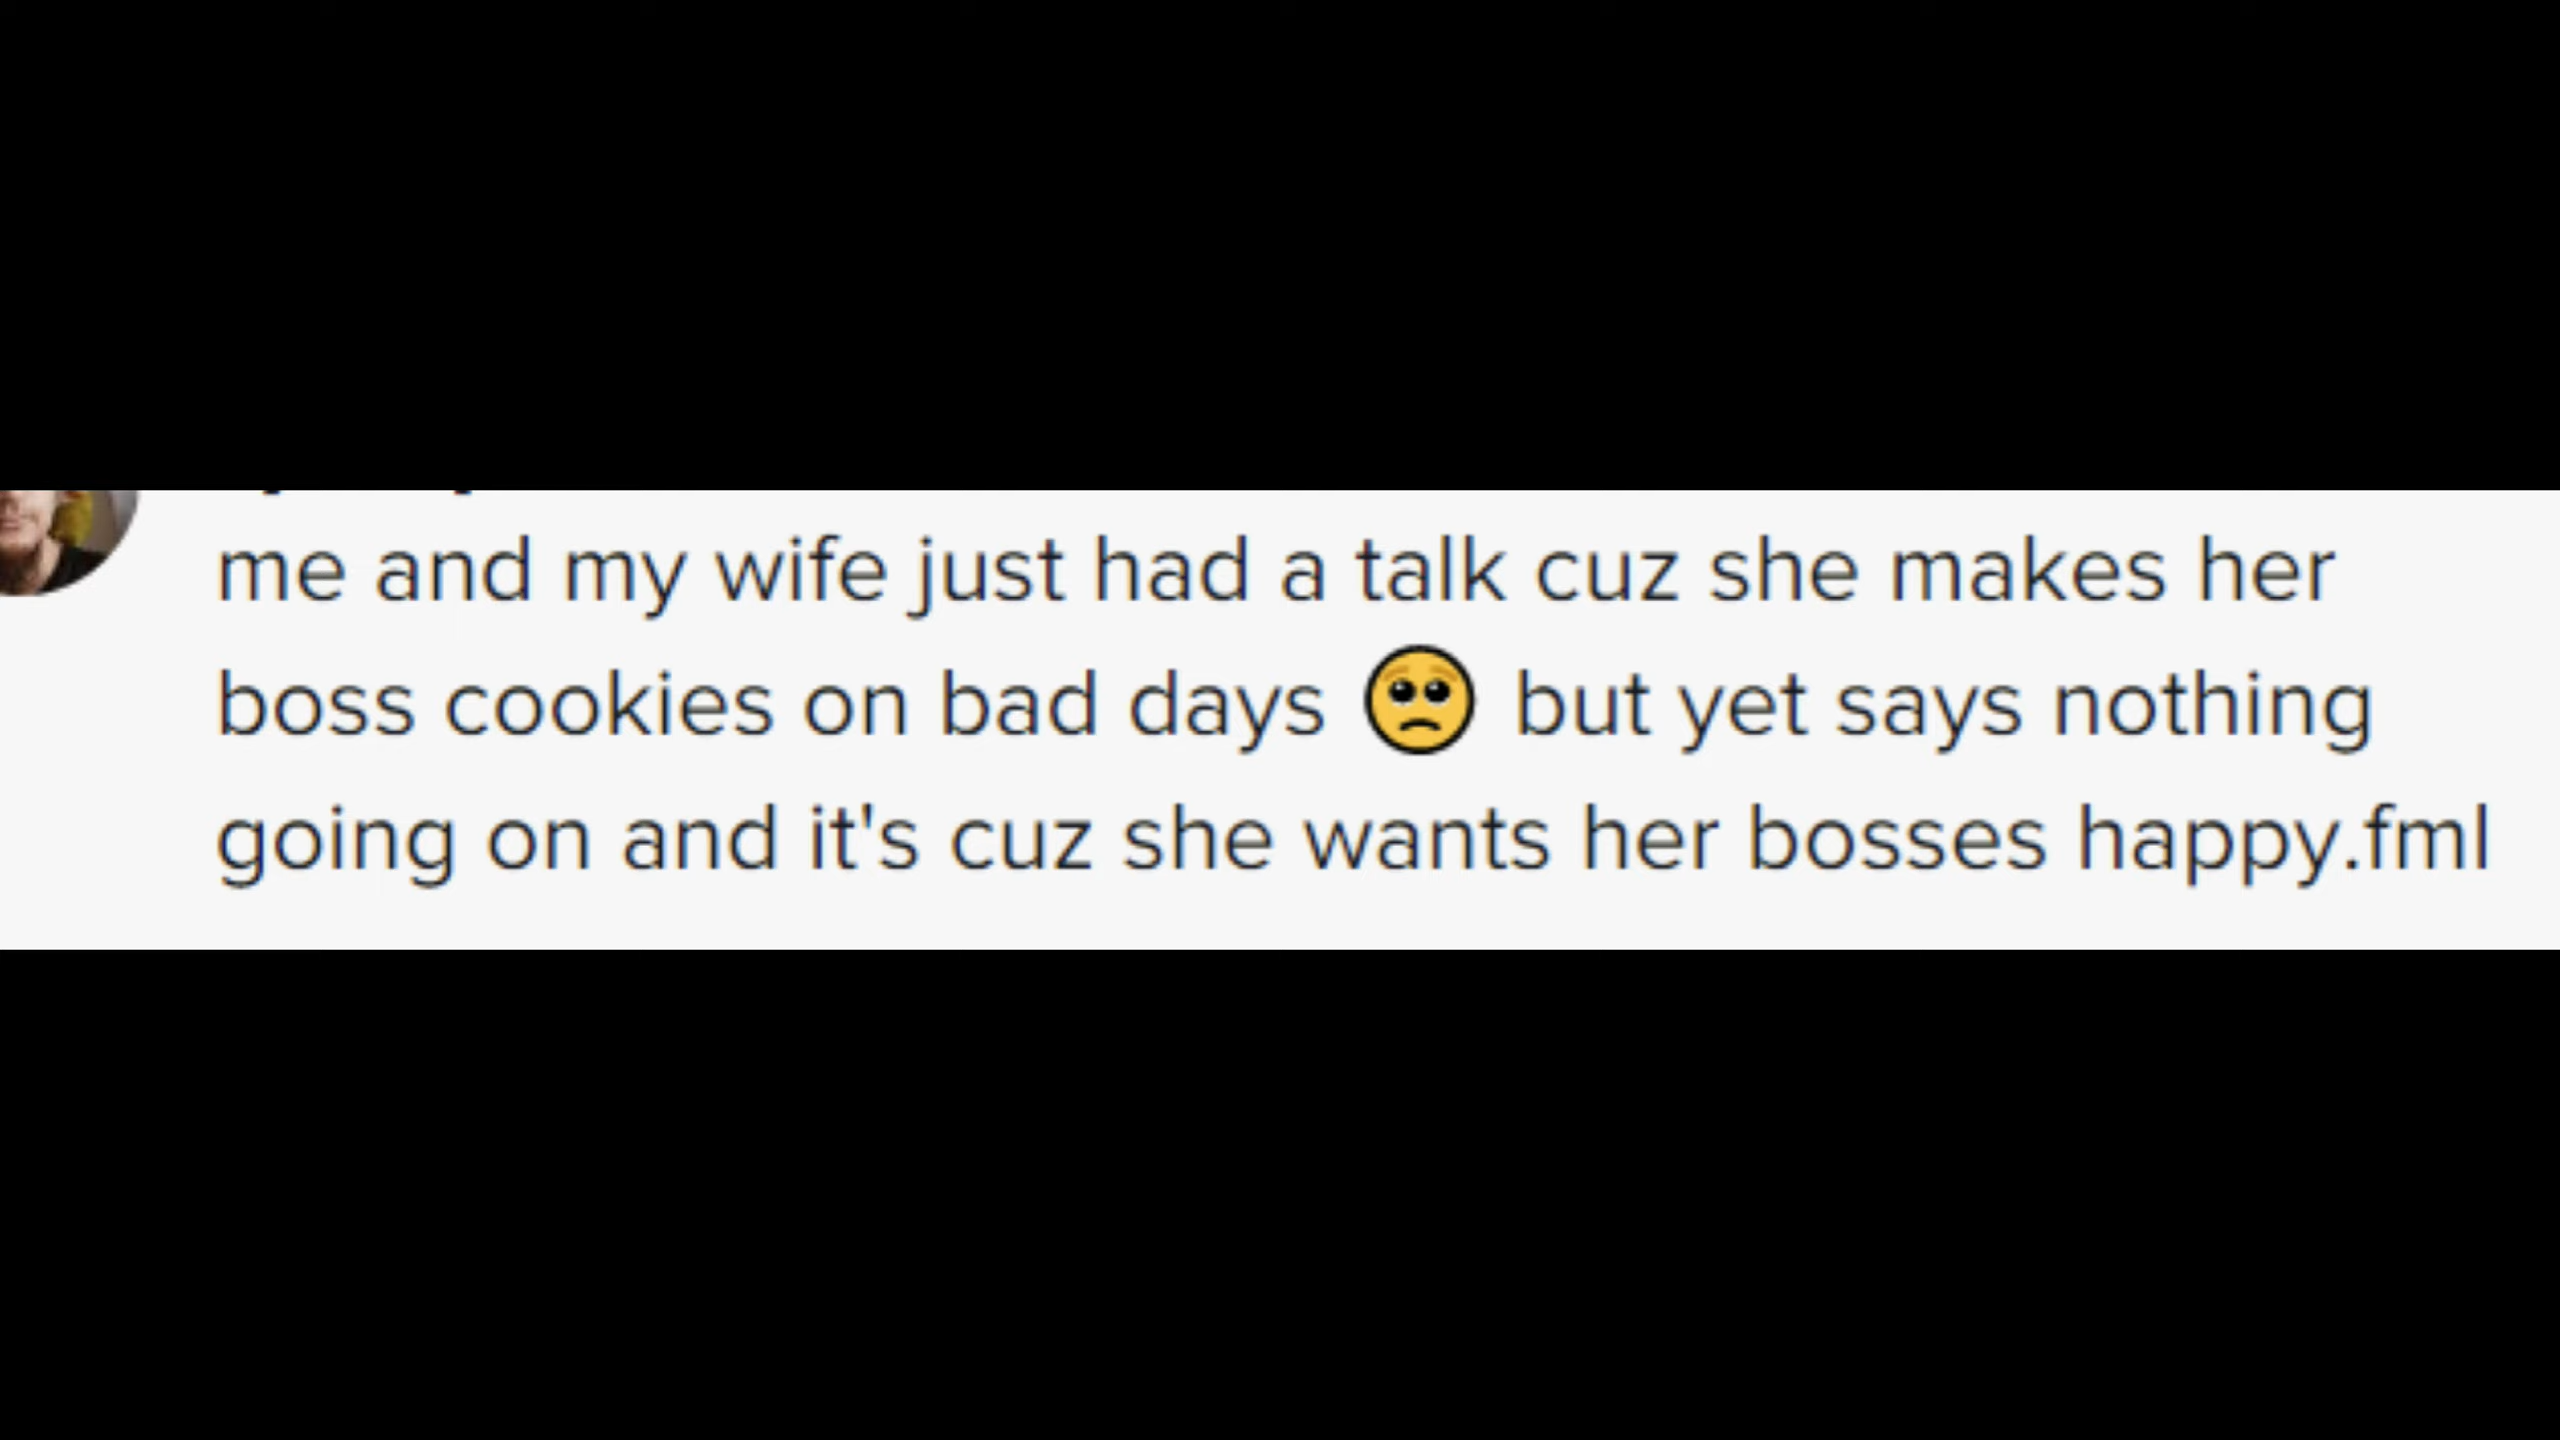 me and my wife just had a talk cuz she makes her
boss cookies on bad days 🥺 but yet says nothing
going on and it's cuz she wants her bosses happy.fml